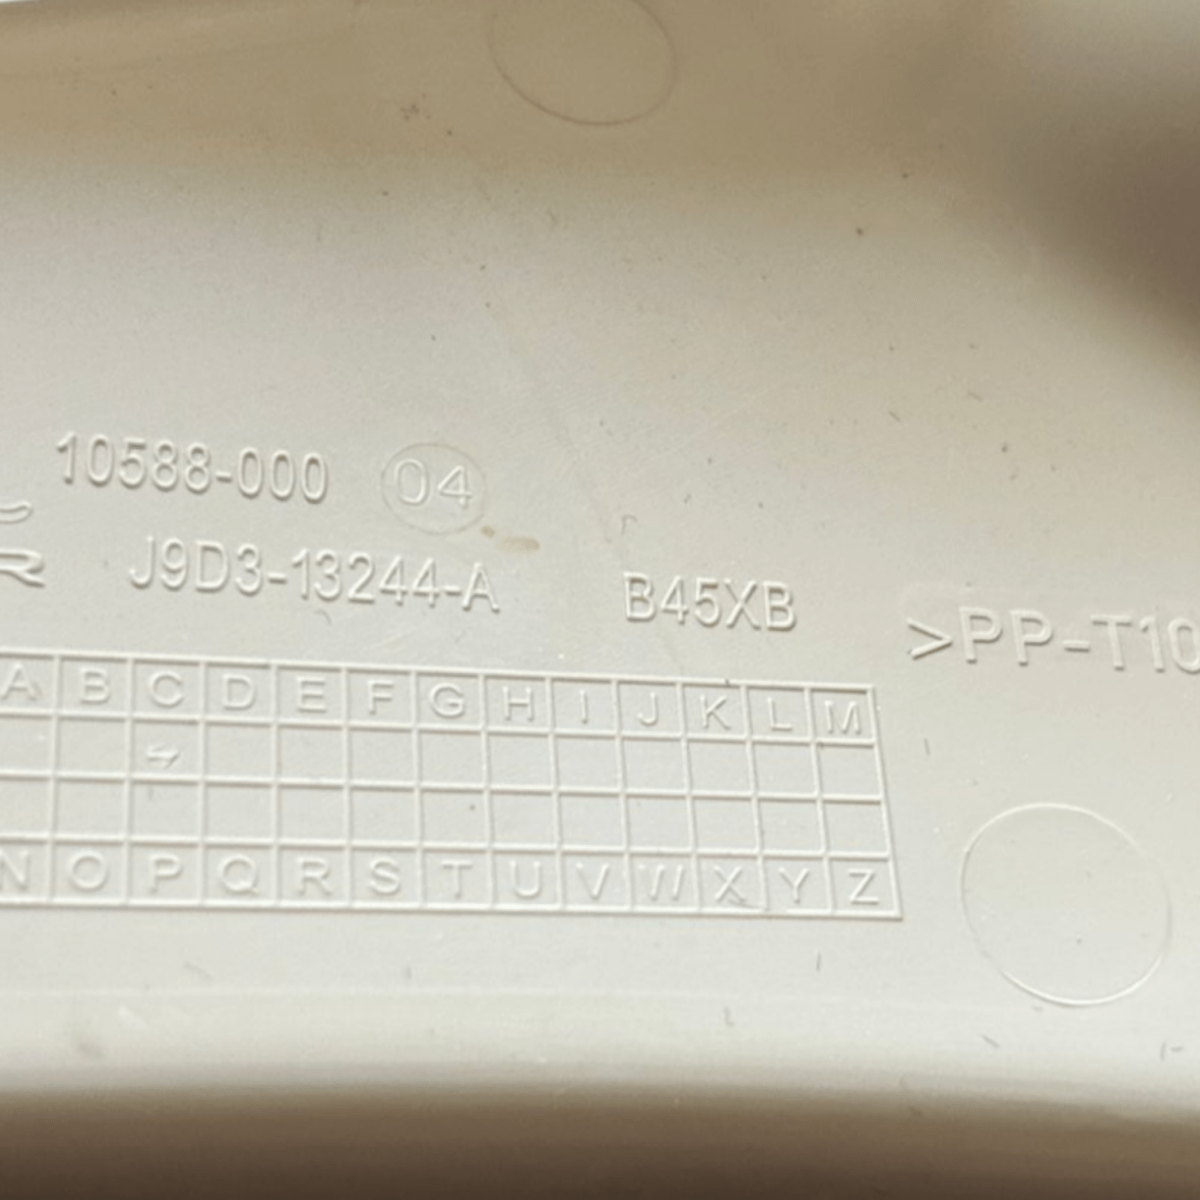 10588-000 04
J9D3-13244-A B45XB >PP-T10
A B C D E F G H I J K L M
N O P Q R S T U V W X Y Z